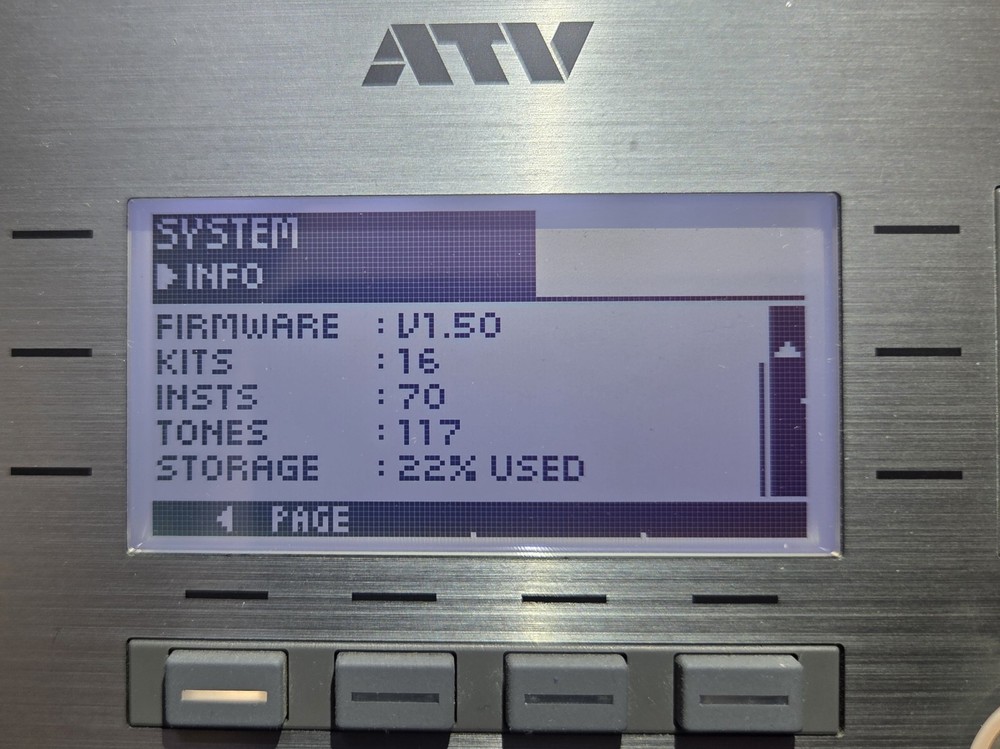 ATV
SYSTEM
INFO
FIRMWARE : V1.50
KITS : 16
INSTS : 70
TONES : 117
STORAGE : 22% USED
PAGE